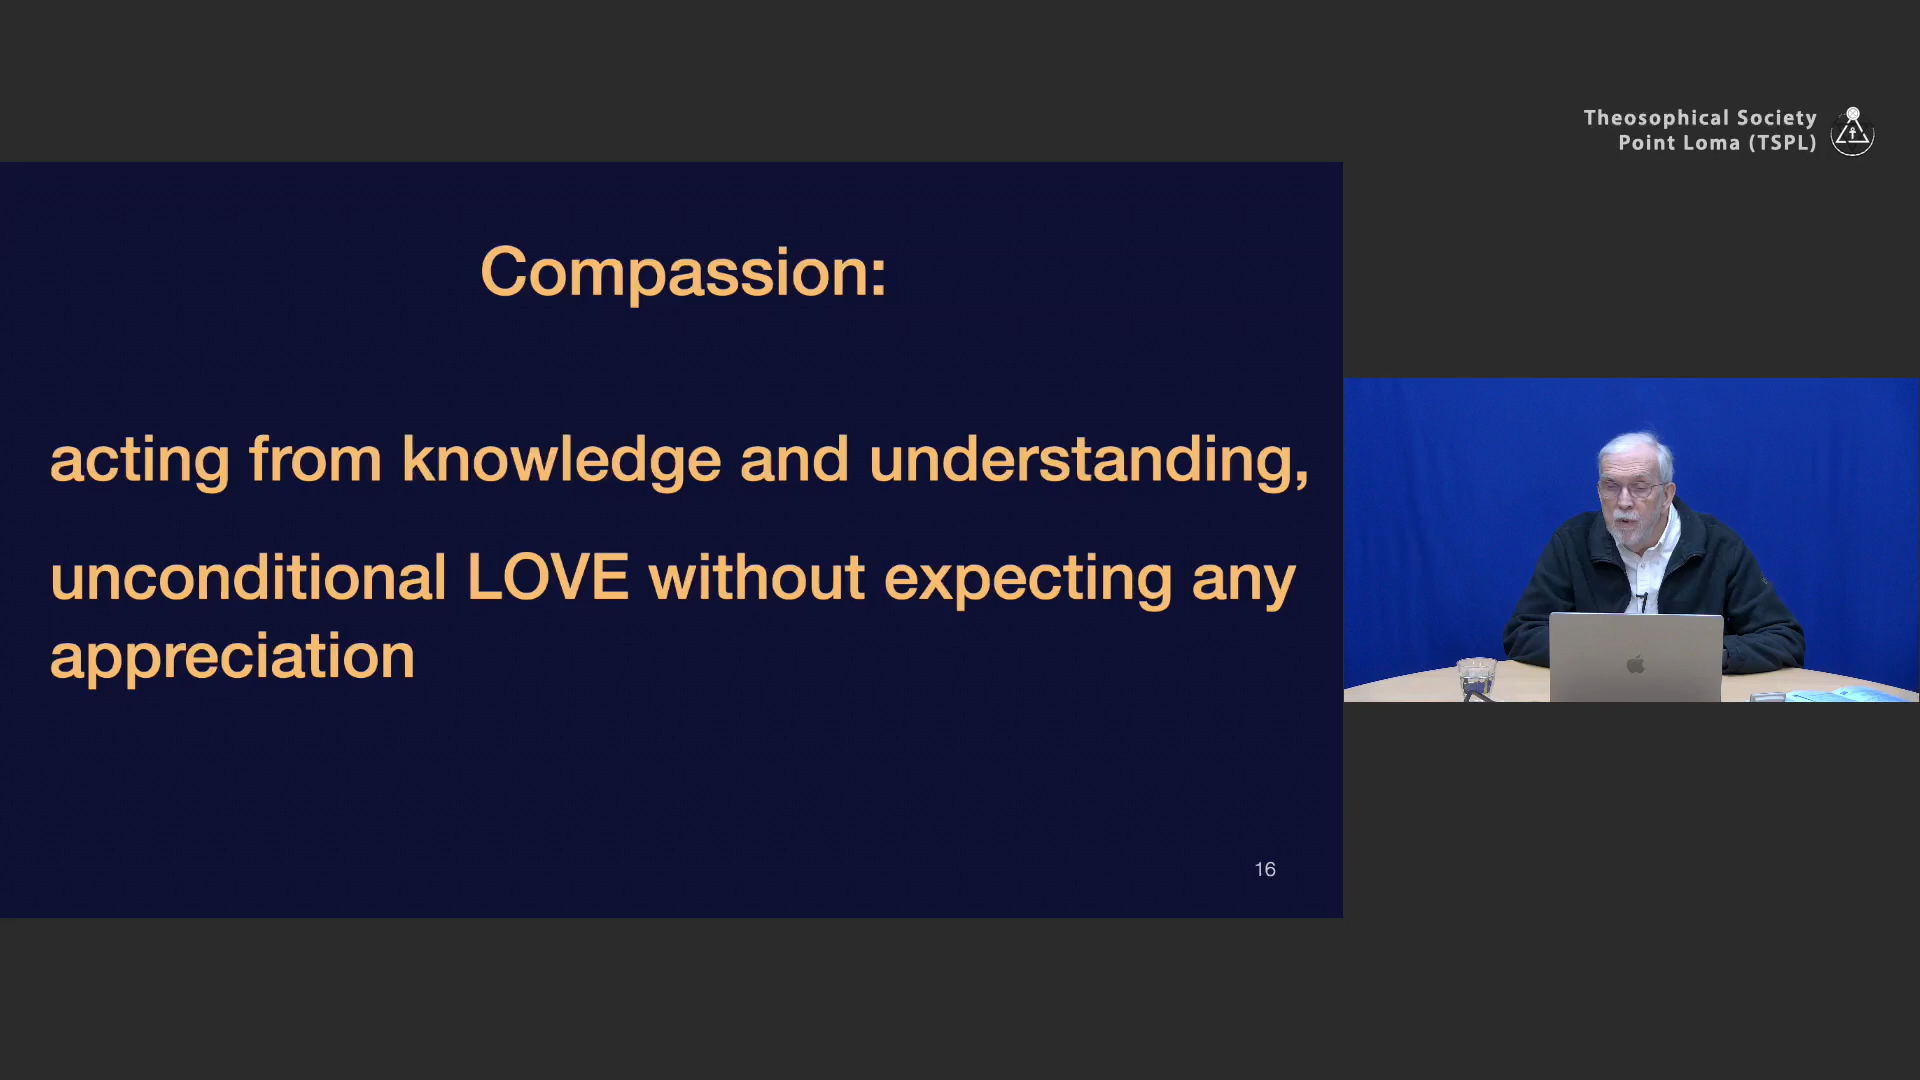 Theosophical Society
Point Loma (TSPL)
Compassion:
acting from knowledge and understanding,
unconditional LOVE without expecting any
appreciation
16